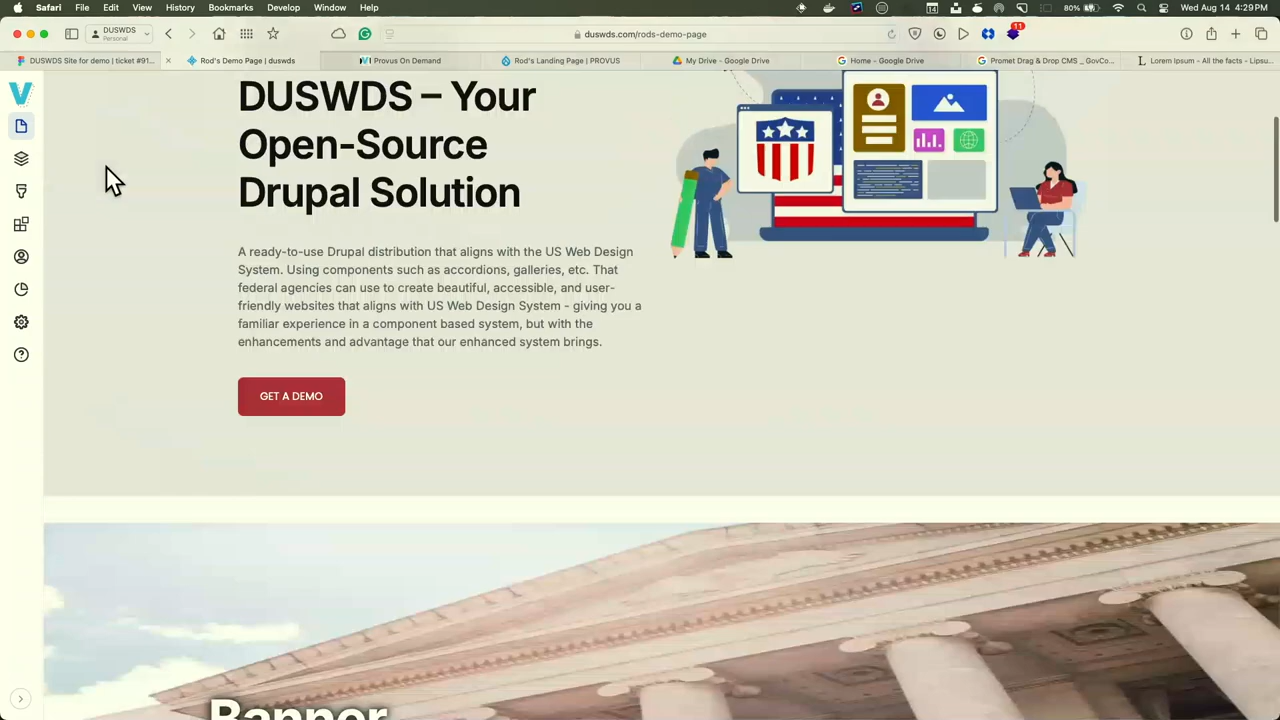 Safari File Edit View History Bookmarks Develop Window Help 80% Wed Aug 14 4:29 PM
DUSWDS
Personal
duswds.com/rods-demo-page
11
DUSWDS Site for demo | ticket #91... Rod's Demo Page | duswds Provus On Demand Rod's Landing Page | PROVUS My Drive - Google Drive Home - Google Drive Promet Drag & Drop CMS _ GovCo... Lorem Ipsum - All the facts - Lipsu...
DUSWDS – Your
Open-Source
Drupal Solution
A ready-to-use Drupal distribution that aligns with the US Web Design
System. Using components such as accordions, galleries, etc. That
federal agencies can use to create beautiful, accessible, and user-
friendly websites that aligns with US Web Design System - giving you a
familiar experience in a component based system, but with the
enhancements and advantage that our enhanced system brings.
GET A DEMO
Banner